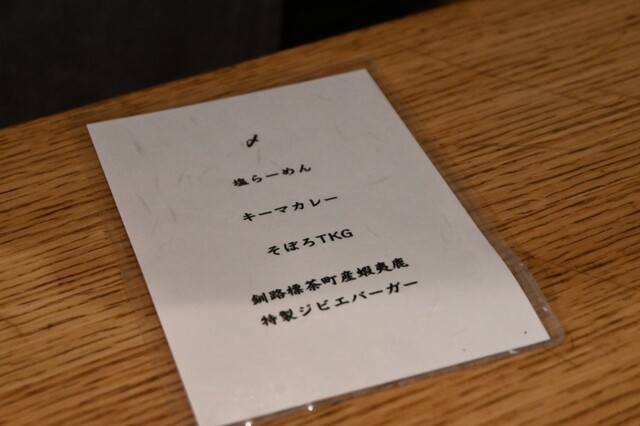 〆
塩らーめん
キーマカレー
そぼろTKG
釧路標茶町産蝦夷鹿
特製ジビエバーガー